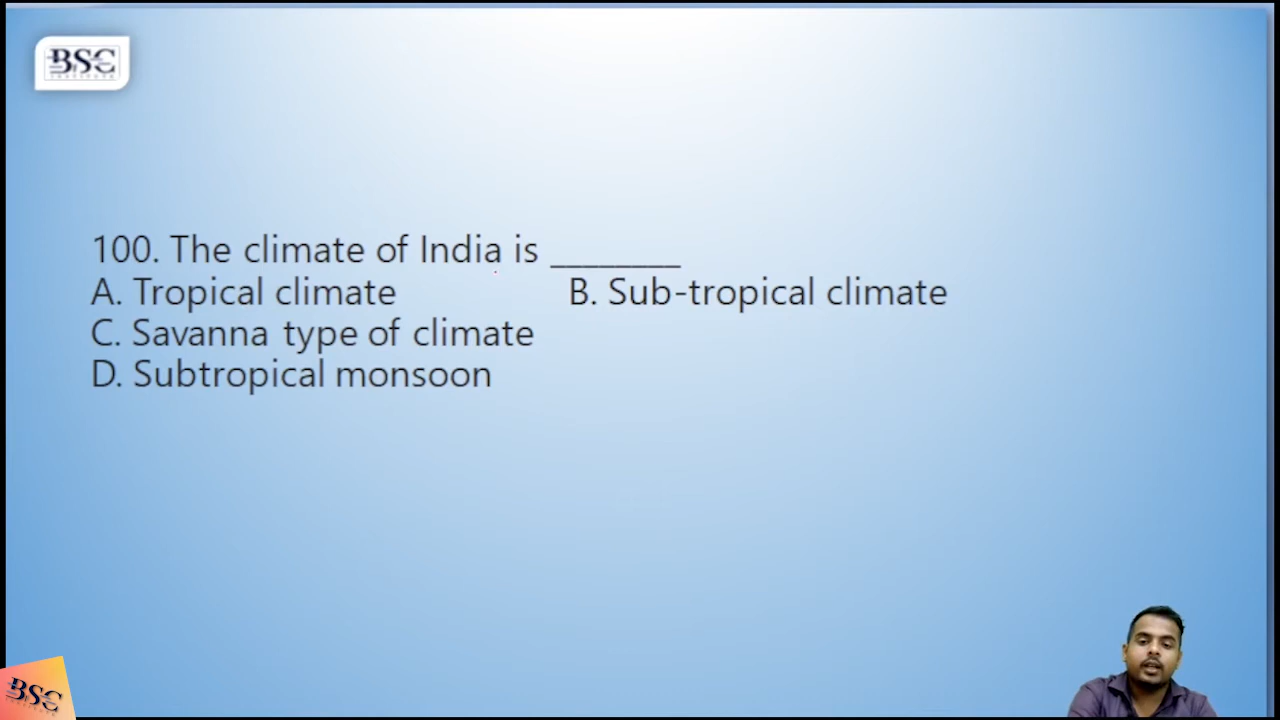 BSC
INSTITUTE
100. The climate of India is ________
A. Tropical climate B. Sub-tropical climate
C. Savanna type of climate
D. Subtropical monsoon
BSC